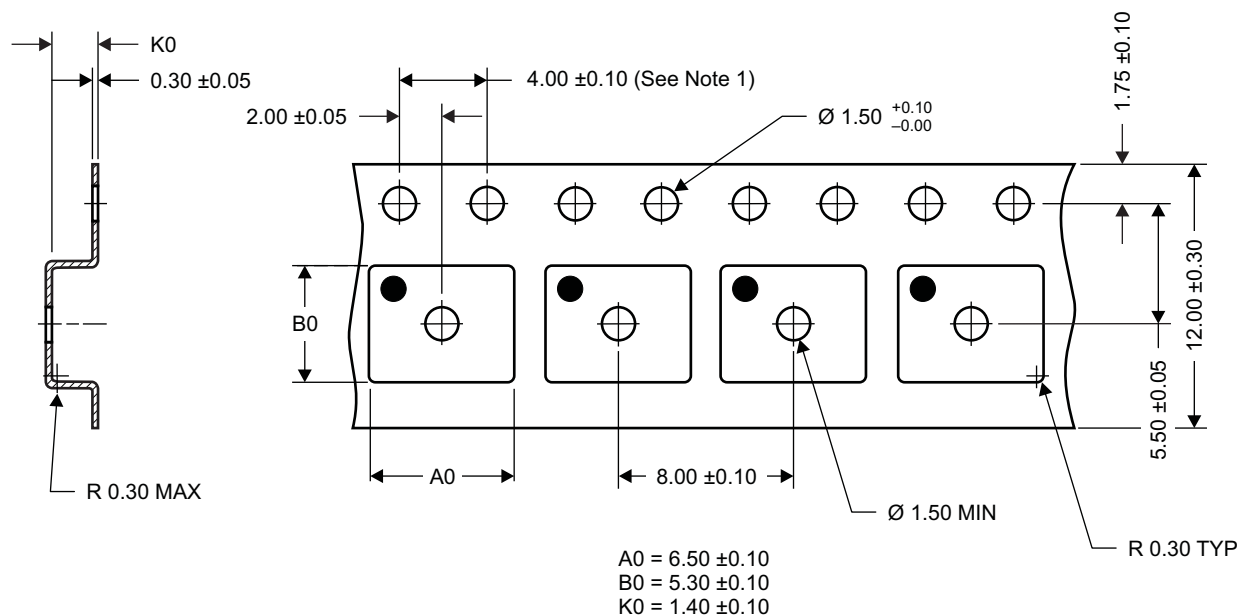 K0
0.30 ±0.05
4.00 ±0.10 (See Note 1)
2.00 ±0.05
Ø 1.50 +0.10 –0.00
1.75 ±0.10
B0
12.00 ±0.30
5.50 ±0.05
R 0.30 MAX
A0
8.00 ±0.10
Ø 1.50 MIN
R 0.30 TYP
A0 = 6.50 ±0.10
B0 = 5.30 ±0.10
K0 = 1.40 ±0.10